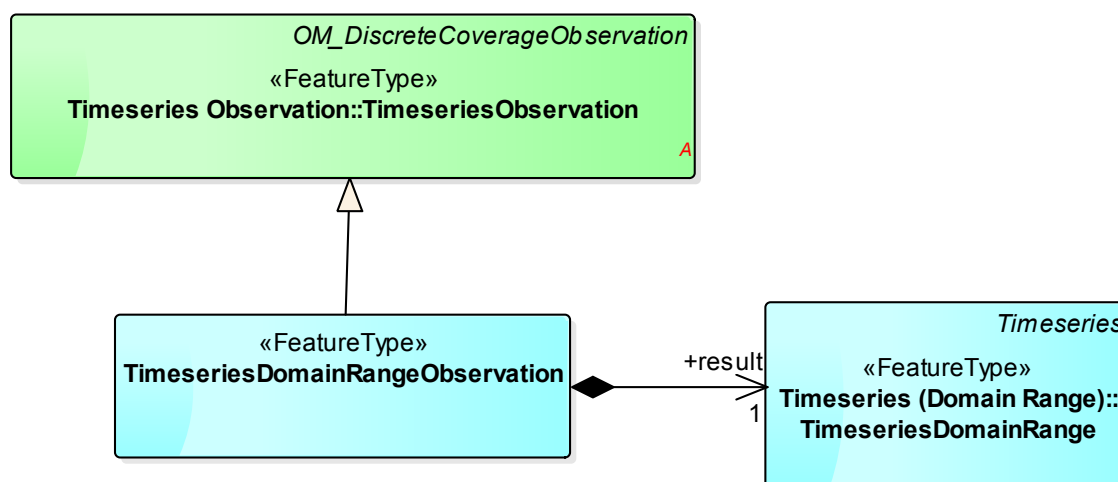 OM_DiscreteCoverageObservation
«FeatureType»
Timeseries Observation::TimeseriesObservation
A
«FeatureType»
TimeseriesDomainRangeObservation
+result
1
Timeseries
«FeatureType»
Timeseries (Domain Range)::
TimeseriesDomainRange